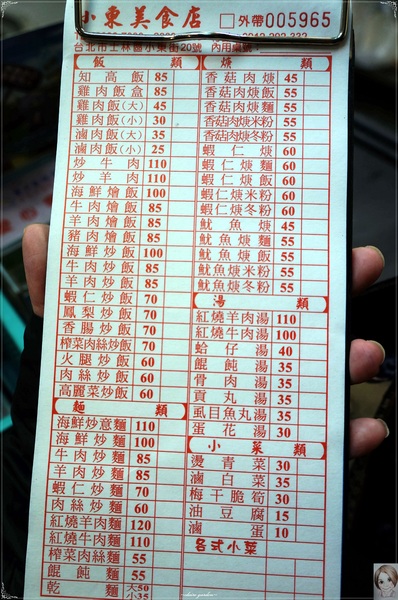 小東美食店
□外帶005965
台北市士林區小東街20號 內用桌號：
飯 類
知高飯 85
雞肉飯盒 85
雞肉飯(大) 45
雞肉飯(小) 30
滷肉飯(大) 35
滷肉飯(小) 25
炒牛肉 110
炒羊肉 110
海鮮燴飯 100
牛肉燴飯 85
羊肉燴飯 85
豬肉燴飯 85
海鮮炒飯 100
牛肉炒飯 85
羊肉炒飯 85
蝦仁炒飯 70
鳳梨炒飯 70
香腸炒飯 70
榨菜肉絲炒飯 70
火腿炒飯 60
肉絲炒飯 60
高麗菜炒飯 60
麵 類
海鮮炒意麵 110
海鮮炒麵 100
牛肉炒麵 85
羊肉炒麵 85
蝦仁炒麵 70
肉絲炒麵 60
紅燒羊肉麵 120
紅燒牛肉麵 110
榨菜肉絲麵 55
餛飩麵 55
乾麵 大50 小35
焿 類
香菇肉焿 45
香菇肉焿飯 55
香菇肉焿麵 55
香菇肉焿米粉 55
香菇肉焿冬粉 55
蝦仁焿 60
蝦仁焿麵 60
蝦仁焿飯 60
蝦仁焿米粉 60
蝦仁焿冬粉 60
魷魚焿 45
魷魚焿麵 55
魷魚焿飯 55
魷魚焿米粉 55
魷魚焿冬粉 55
湯 類
紅燒羊肉湯 110
紅燒牛肉湯 100
蛤仔湯 40
餛飩湯 35
骨肉湯 35
貢丸湯 35
虱目魚丸湯 35
蛋花湯 30
小菜類
燙青菜 30
滷白菜 35
梅干脆筍 30
油豆腐 15
滷蛋 10
各式小菜